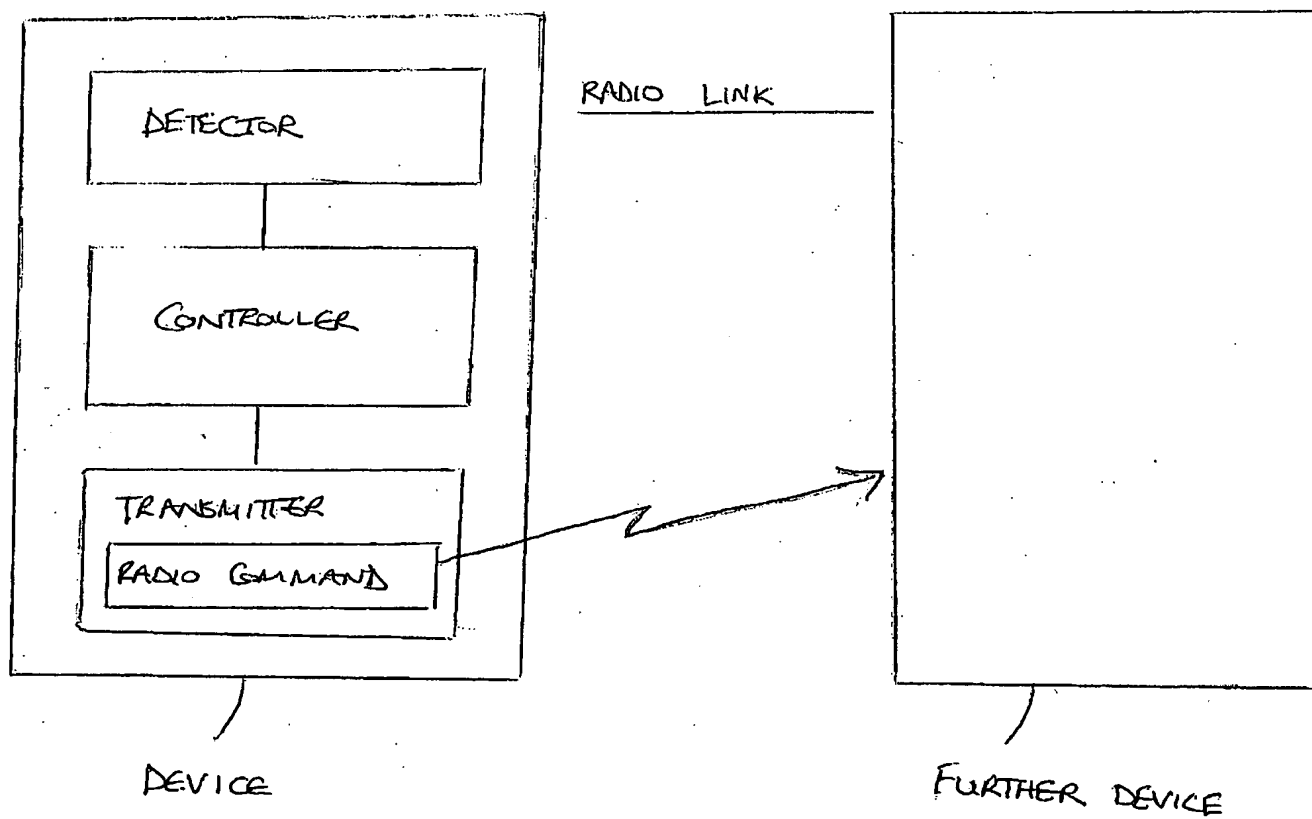 DETECTOR
RADIO LINK
CONTROLLER
TRANSMITTER
RADIO COMMAND
DEVICE
FURTHER DEVICE